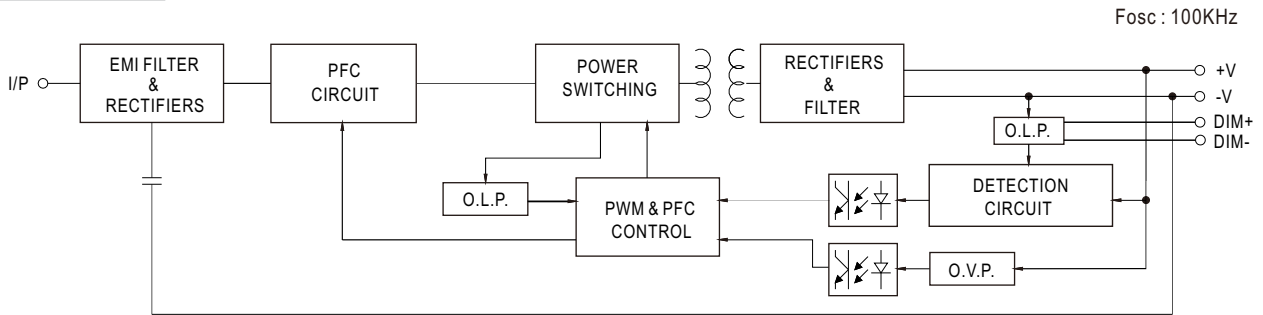 Fosc : 100KHz
I/P
EMI FILTER
&
RECTIFIERS
PFC
CIRCUIT
POWER
SWITCHING
RECTIFIERS
&
FILTER
+V
-V
DIM+
DIM-
O.L.P.
O.L.P.
PWM & PFC
CONTROL
DETECTION
CIRCUIT
O.V.P.